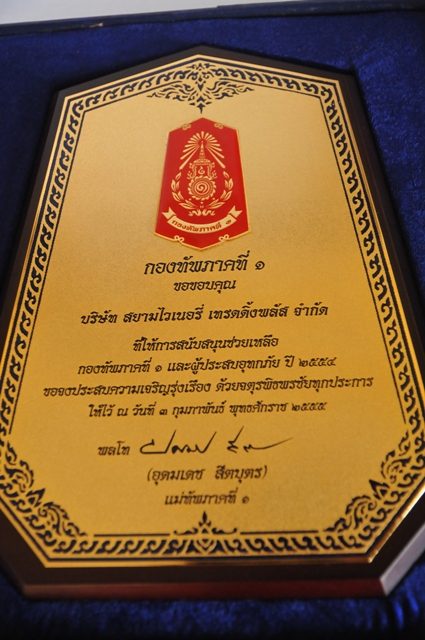 กองทัพภาคที่ ๑
กองทัพภาคที่ ๑
ขอขอบคุณ
บริษัท สยามไวเนอรี่ เทรดดิ้งพลัส จำกัด
ที่ให้การสนับสนุนช่วยเหลือ
กองทัพภาคที่ ๑ และผู้ประสบอุทกภัย ปี ๒๕๕๔
ขอจงประสบความเจริญรุ่งเรือง ด้วยจตุรพิธพรชัยทุกประการ
ให้ไว้ ณ วันที่ ๓ กุมภาพันธ์ พุทธศักราช ๒๕๕๕
พลโท
(อุดมเดช สีตบุตร)
แม่ทัพภาคที่ ๑